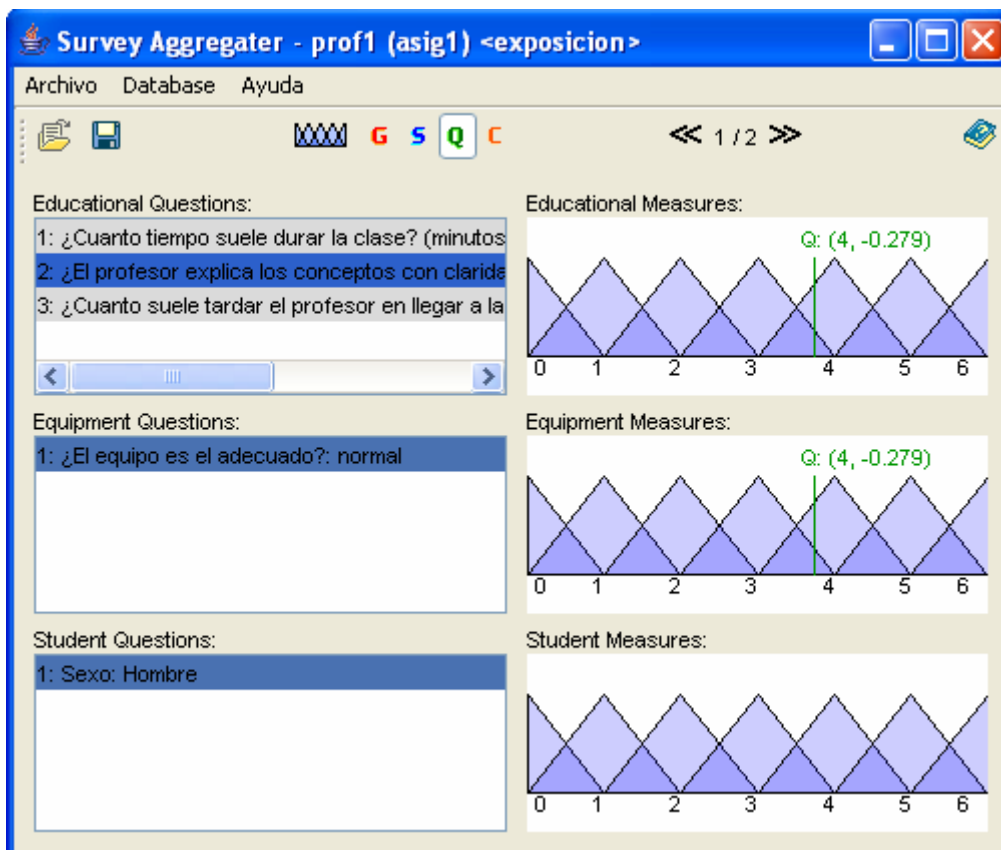 Survey Aggregater - prof1 (asig1) <exposicion>
Archivo Database Ayuda
G S Q C 1 / 2
Educational Questions:
1: ¿Cuanto tiempo suele durar la clase? (minutos
2: ¿El profesor explica los conceptos con clarida
3: ¿Cuanto suele tardar el profesor en llegar a la
Educational Measures:
Q: (4, -0.279)
0 1 2 3 4 5 6
Equipment Questions:
1: ¿El equipo es el adecuado?: normal
Equipment Measures:
Q: (4, -0.279)
0 1 2 3 4 5 6
Student Questions:
1: Sexo: Hombre
Student Measures:
0 1 2 3 4 5 6